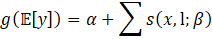 g(𝔼[y]) = α + ∑ s(x,l; β)